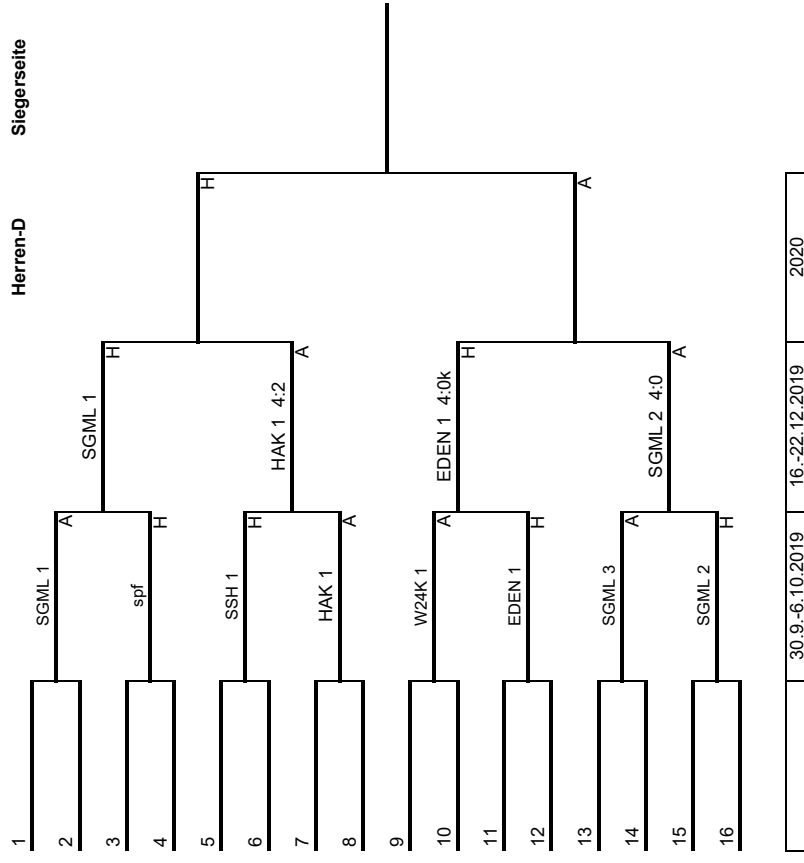 Herren-D
Siegerseite
1
2
3
4
5
6
7
8
9
10
11
12
13
14
15
16
SGML 1
A
spf
H
SSH 1
H
HAK 1
A
W24K 1
A
EDEN 1
H
SGML 3
A
SGML 2
H
SGML 1
H
HAK 1 4:2
A
EDEN 1 4:0k
H
SGML 2 4:0
A
H
A
30.9.-6.10.2019
16.-22.12.2019
2020